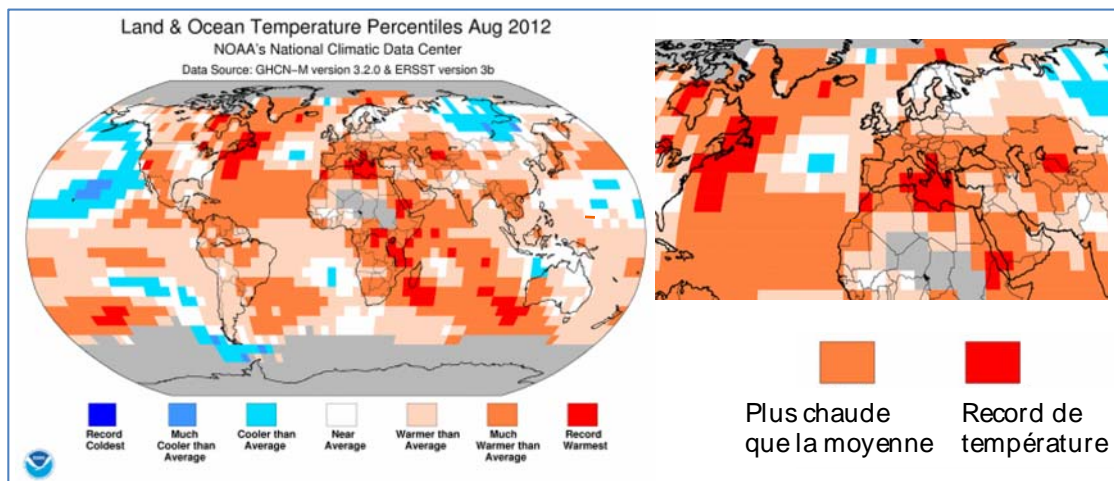 Land & Ocean Temperature Percentiles Aug 2012
NOAA's National Climatic Data Center
Data Source: GHCN–M version 3.2.0 & ERSST version 3b
Record
Coldest
Much
Cooler than
Average
Cooler than
Average
Near
Average
Warmer than
Average
Much
Warmer than
Average
Record
Warmest
Plus chaude
que la moyenne
Record de
température